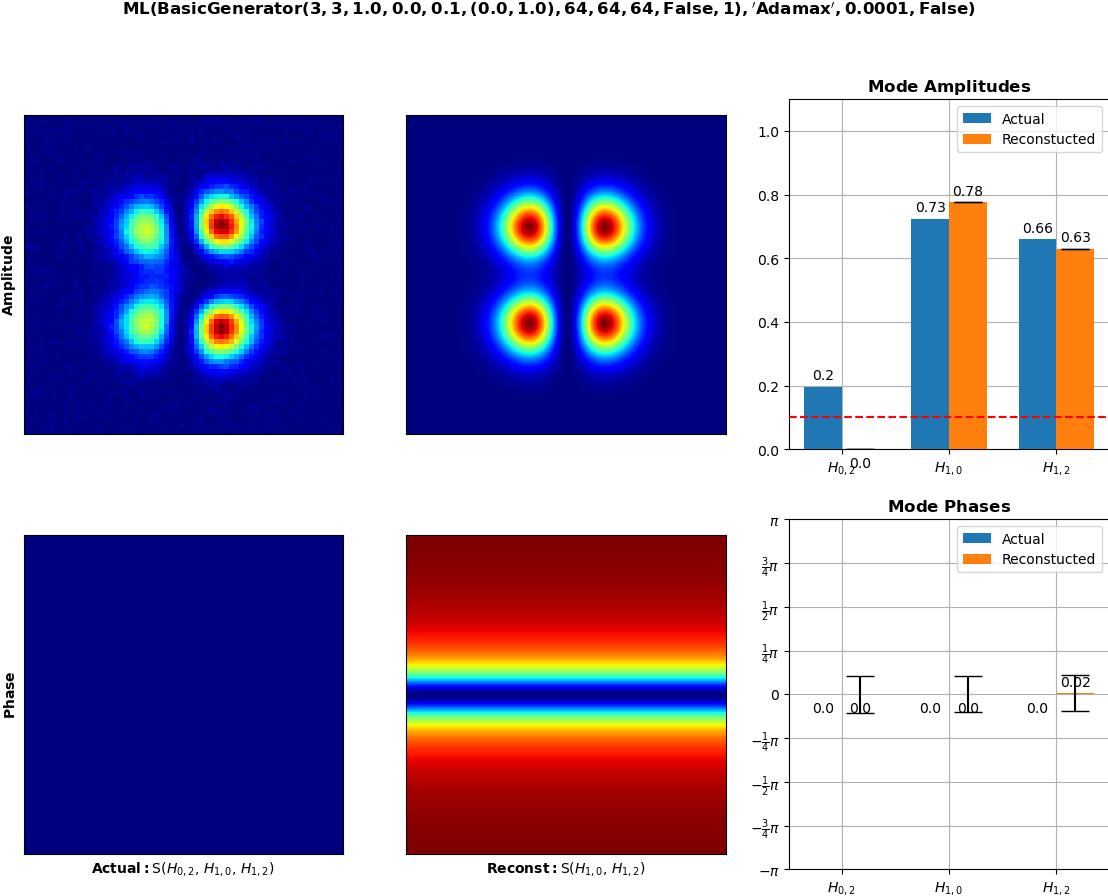 ML(BasicGenerator(3, 3, 1.0, 0.0, 0.1, (0.0, 1.0), 64, 64, 64, False, 1), ′Adamax′, 0.0001, False)
Mode Amplitudes
Amplitude
1.0
0.8
0.6
0.4
0.2
0.0
Actual
Reconstucted
0.2
0.0
0.73
0.78
0.66
0.63
H0, 2
H1, 0
H1, 2
Mode Phases
Phase
π
3/4π
1/2π
1/4π
0
−1/4π
−1/2π
−3/4π
−π
Actual
Reconstucted
0.0
0.0
0.0
0.0
0.0
0.02
H0, 2
H1, 0
H1, 2
Actual: S(H0, 2, H1, 0, H1, 2)
Reconst: S(H1, 0, H1, 2)